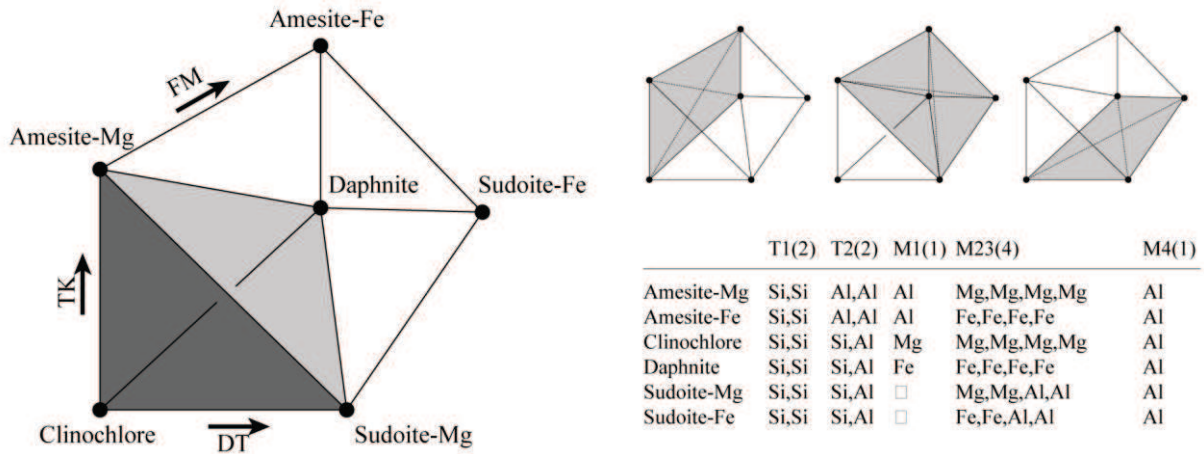 Amesite-Fe
FM
Amesite-Mg
Daphnite
Sudoite-Fe
TK
Clinochlore
DT
Sudoite-Mg
T1(2) T2(2) M1(1) M23(4) M4(1)
Amesite-Mg Si,Si Al,Al Al Mg,Mg,Mg,Mg Al
Amesite-Fe Si,Si Al,Al Al Fe,Fe,Fe,Fe Al
Clinochlore Si,Si Si,Al Mg Mg,Mg,Mg,Mg Al
Daphnite Si,Si Si,Al Fe Fe,Fe,Fe,Fe Al
Sudoite-Mg Si,Si Si,Al □ Mg,Mg,Al,Al Al
Sudoite-Fe Si,Si Si,Al □ Fe,Fe,Al,Al Al